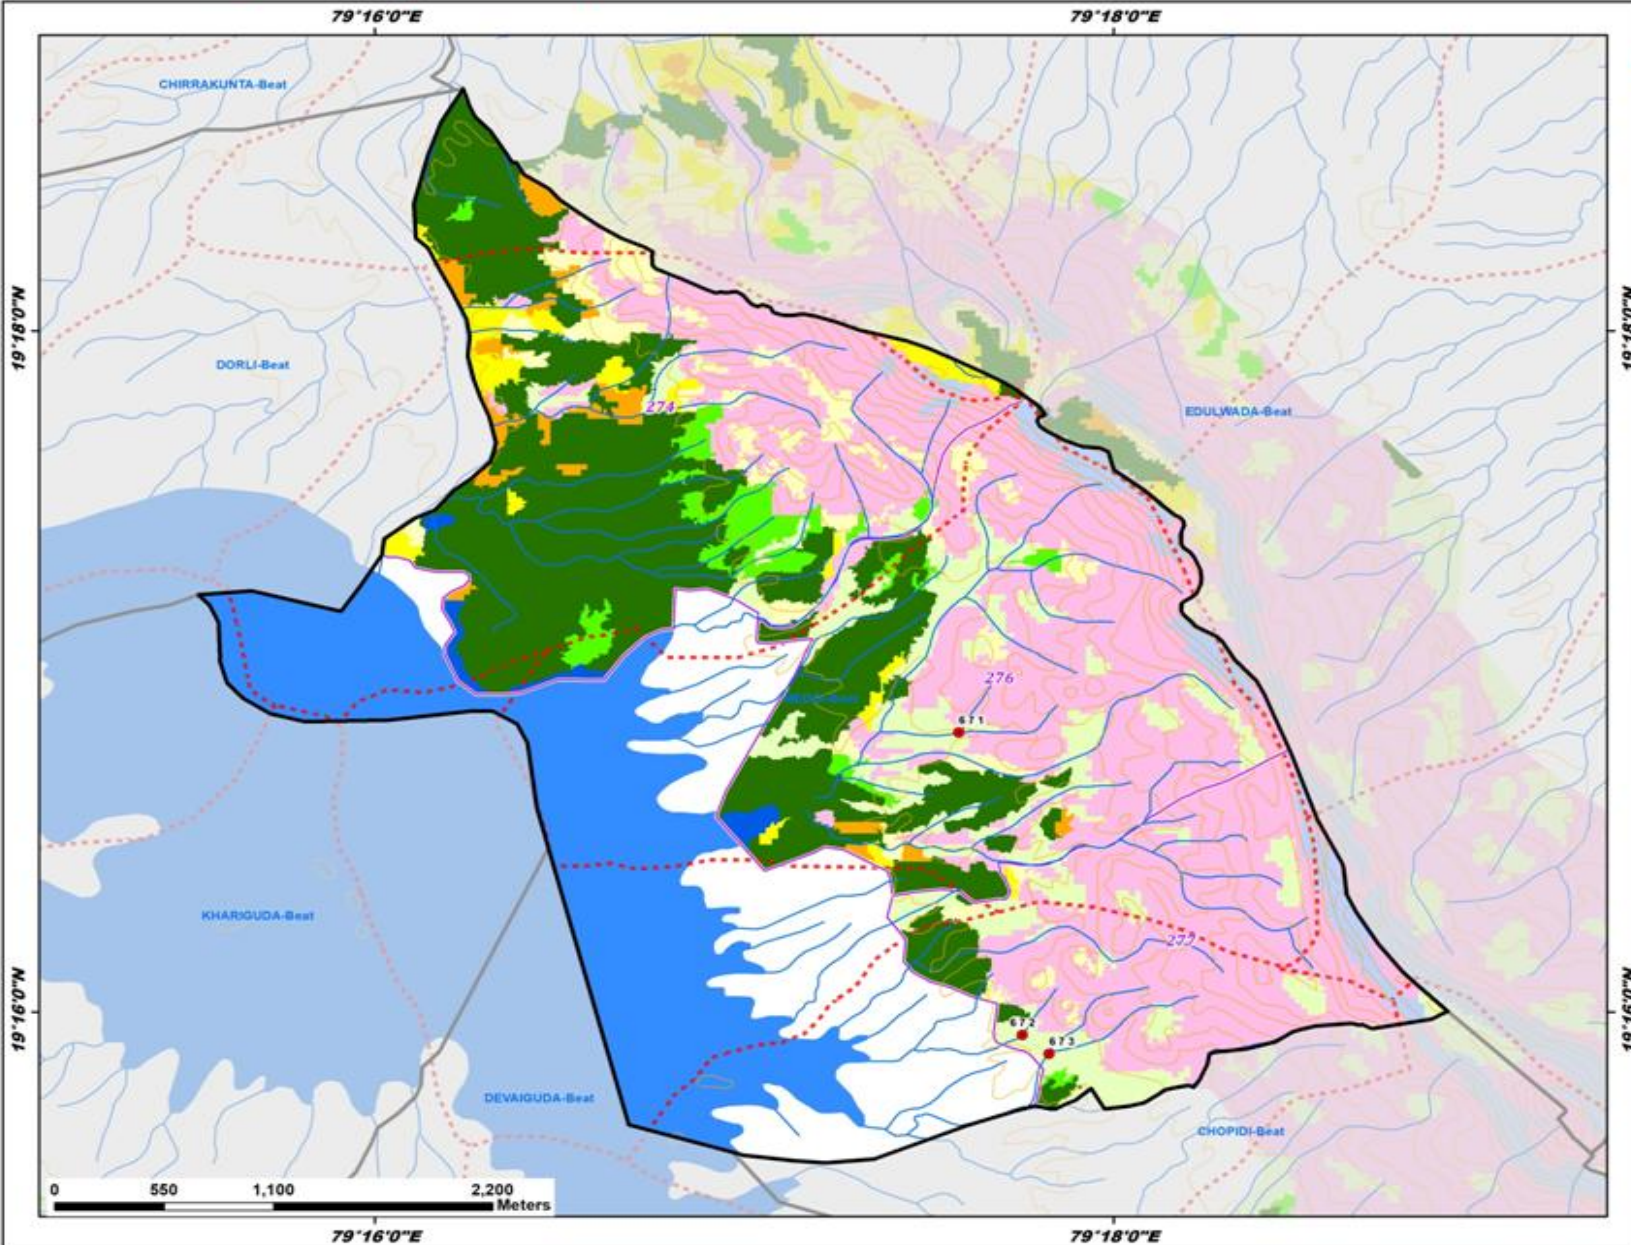 79°16'0"E 79°18'0"E
CHIRRAKUNTA-Beat
19°18'0"N 19°18'0"N
DORLI-Beat
274
EDULWADA-Beat
276
671
KHARIGUDA-Beat
277
19°16'0"N 19°16'0"N
672
673
DEVAIGUDA-Beat
CHOPIDI-Beat
0 550 1,100 2,200
Meters
79°16'0"E 79°18'0"E